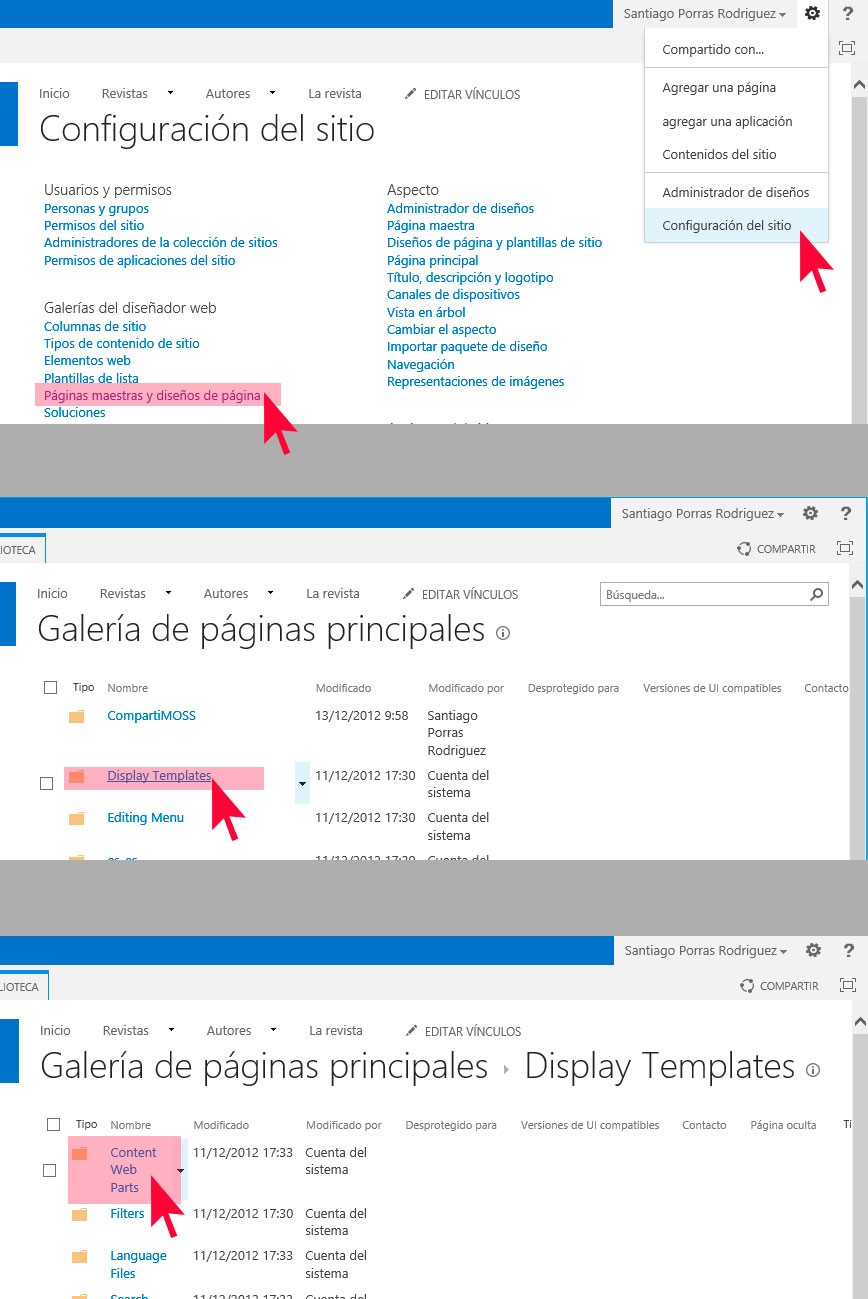 Santiago Porras Rodriguez ?
Compartido con...
Agregar una página
agregar una aplicación
Contenidos del sitio
Administrador de diseños
Configuración del sitio
Inicio Revistas Autores La revista EDITAR VÍNCULOS
Configuración del sitio
Usuarios y permisos
Personas y grupos
Permisos del sitio
Administradores de la colección de sitios
Permisos de aplicaciones del sitio
Galerías del diseñador web
Columnas de sitio
Tipos de contenido de sitio
Elementos web
Plantillas de lista
Páginas maestras y diseños de página
Soluciones
Aspecto
Administrador de diseños
Página maestra
Diseños de página y plantillas de sitio
Página principal
Título, descripción y logotipo
Canales de dispositivos
Vista en árbol
Cambiar el aspecto
Importar paquete de diseño
Navegación
Representaciones de imágenes
Santiago Porras Rodriguez ?
IOTECA COMPARTIR
Inicio Revistas Autores La revista EDITAR VÍNCULOS Búsqueda...
Galería de páginas principales
Tipo Nombre Modificado Modificado por Desprotegido para Versiones de UI compatibles Contacto
CompartiMOSS 13/12/2012 9:58 Santiago
Porras
Rodriguez
Display Templates 11/12/2012 17:30 Cuenta del
sistema
Editing Menu 11/12/2012 17:30 Cuenta del
sistema
11/12/2012 17:30 Cuenta del
Santiago Porras Rodriguez ?
LIOTECA COMPARTIR
Inicio Revistas Autores La revista EDITAR VÍNCULOS
Galería de páginas principales Display Templates
Tipo Nombre Modificado Modificado por Desprotegido para Versiones de UI compatibles Contacto Página oculta Ti
Content 11/12/2012 17:33 Cuenta del
Web sistema
Parts
Filters 11/12/2012 17:30 Cuenta del
sistema
Language 11/12/2012 17:33 Cuenta del
Files sistema
Search 11/12/2012 17:33 Cuenta del